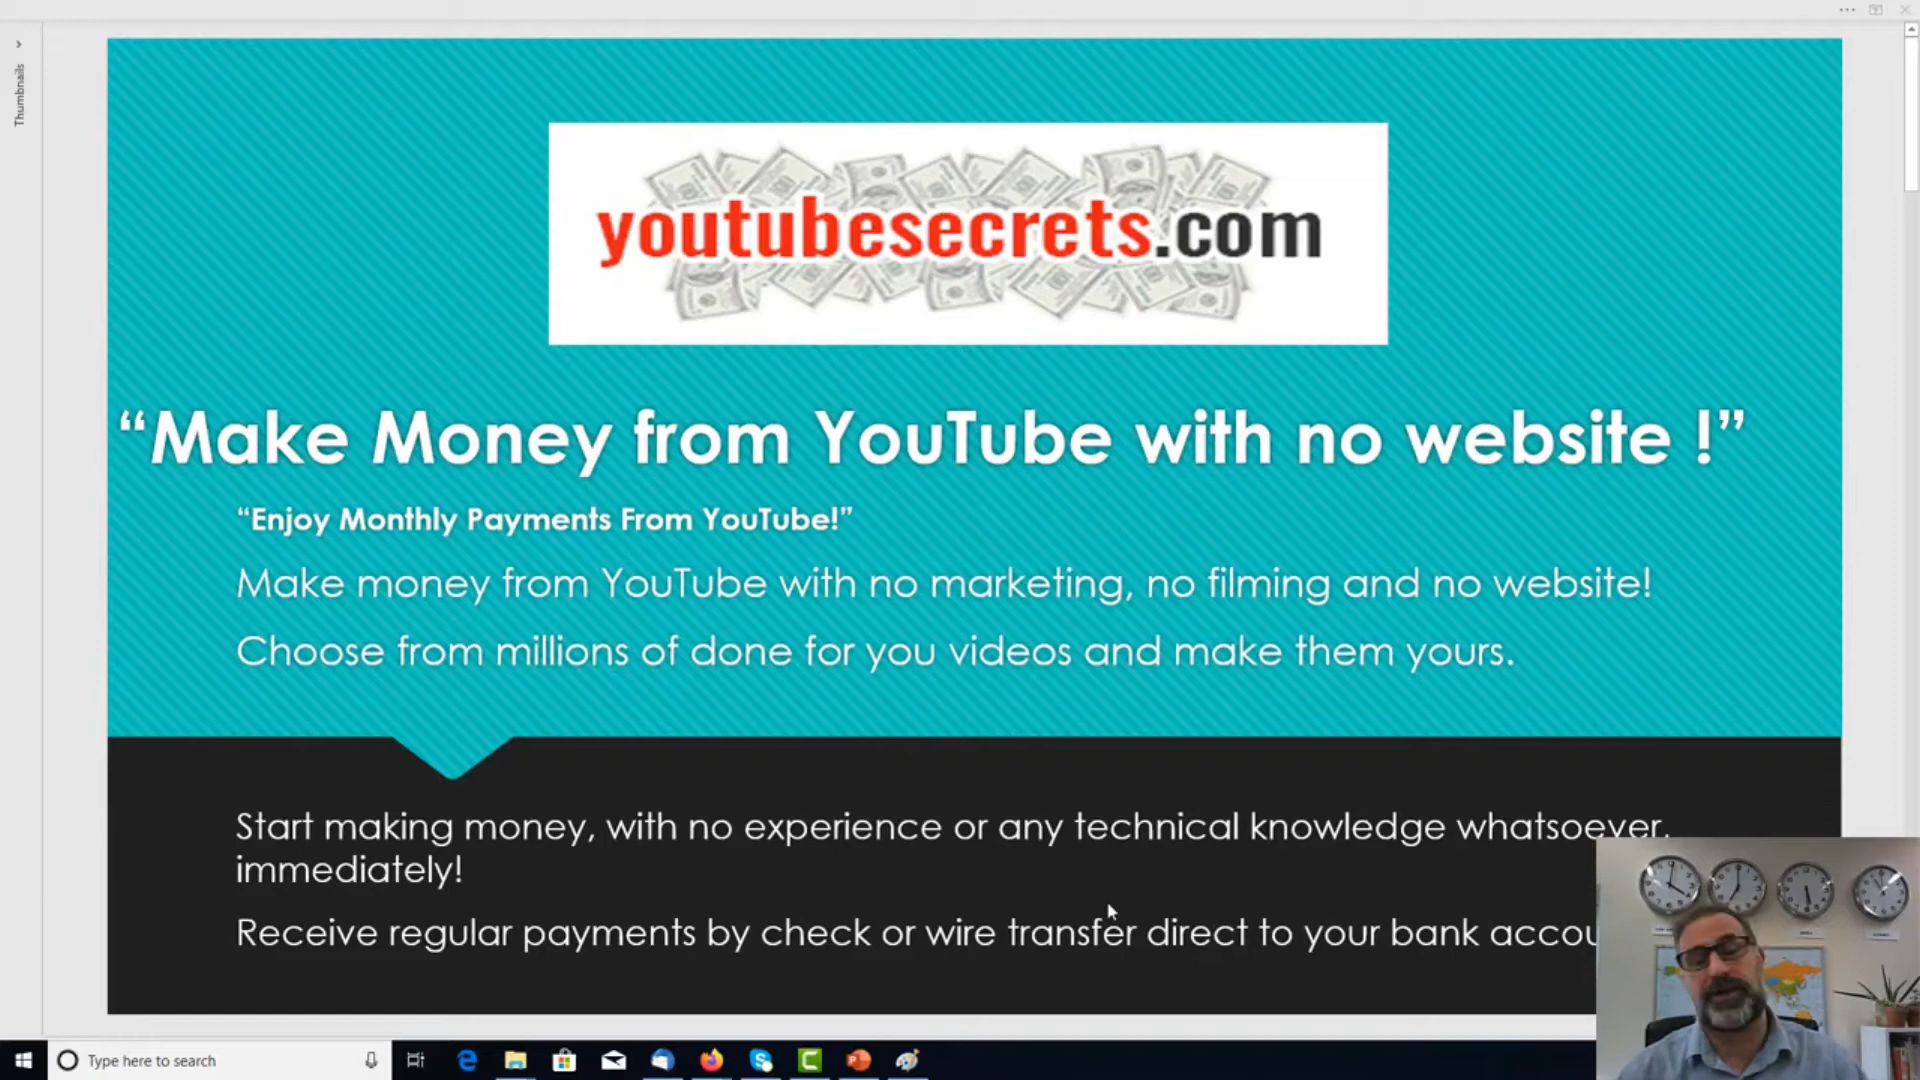 Thumbnails
youtubesecrets.com
“Make Money from YouTube with no website !”
“Enjoy Monthly Payments From YouTube!”
Make money from YouTube with no marketing, no filming and no website!
Choose from millions of done for you videos and make them yours.
Start making money, with no experience or any technical knowledge whatsoever,
immediately!
Receive regular payments by check or wire transfer direct to your bank accou
Type here to search